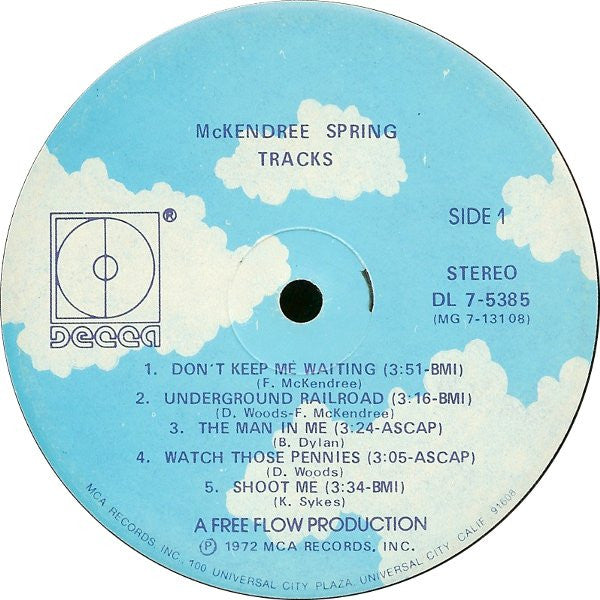 McKENDREE SPRING
TRACKS
®
DECCA
SIDE 1
STEREO
DL 7-5385
(MG 7-13108)
1. DON'T KEEP ME WAITING (3:51-BMI)
(F. McKendree)
2. UNDERGROUND RAILROAD (3:16-BMI)
(D. Woods-F. McKendree)
3. THE MAN IN ME (3:24-ASCAP)
(B. Dylan)
4. WATCH THOSE PENNIES (3:05-ASCAP)
(D. Woods)
5. SHOOT ME (3:34-BMI)
(K. Sykes)
A FREE FLOW PRODUCTION
℗ 1972 MCA RECORDS, INC.
MCA RECORDS, INC., 100 UNIVERSAL CITY PLAZA, UNIVERSAL CITY, CALIF. 91608